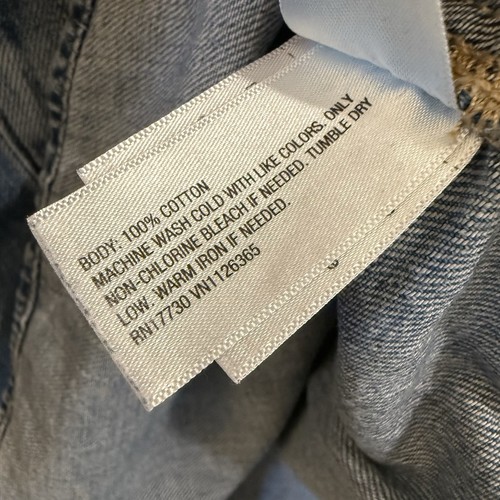 BODY: 100% COTTON
MACHINE WASH COLD WITH LIKE COLORS. ONLY
NON-CHLORINE BLEACH IF NEEDED. TUMBLE DRY
LOW WARM IRON IF NEEDED.
RN17730 VN1126365